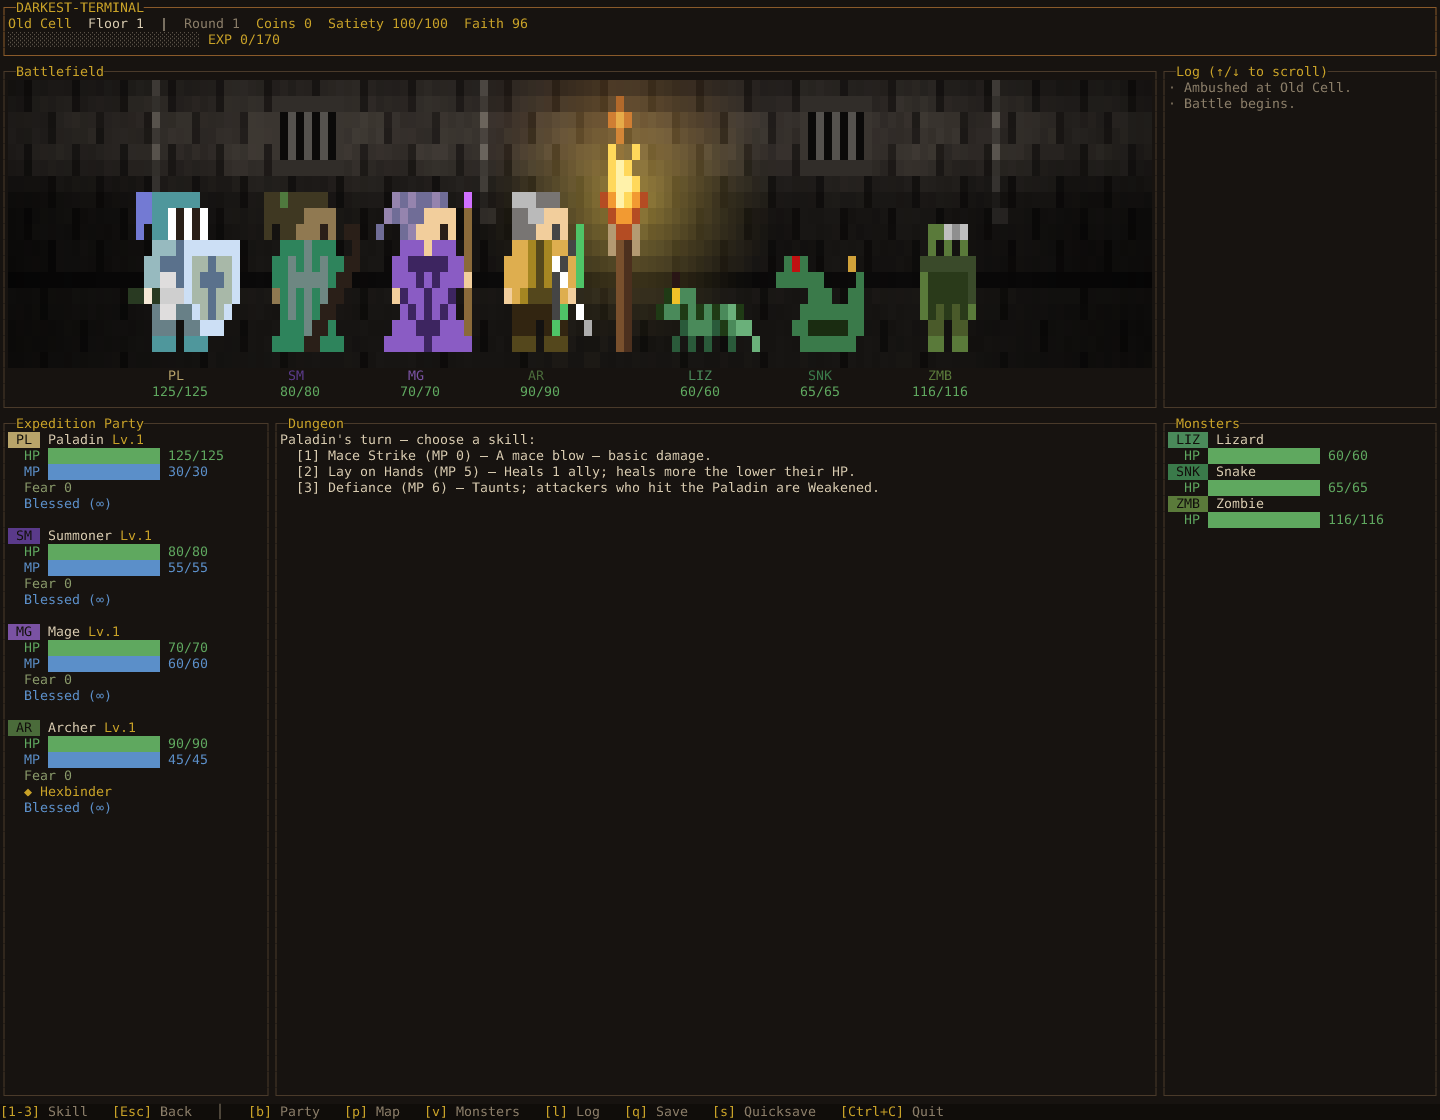 DARKEST-TERMINAL
Old Cell  Floor 1  |  Round 1  Coins 0  Satiety 100/100  Faith 96
EXP 0/170
Battlefield
PL SM MG AR LIZ SNK ZMB
125/125 80/80 70/70 90/90 60/60 65/65 116/116
Log (↑/↓ to scroll)
· Ambushed at Old Cell.
· Battle begins.
Expedition Party
PL Paladin Lv.1
HP 125/125
MP 30/30
Fear 0
Blessed (∞)
SM Summoner Lv.1
HP 80/80
MP 55/55
Fear 0
Blessed (∞)
MG Mage Lv.1
HP 70/70
MP 60/60
Fear 0
Blessed (∞)
AR Archer Lv.1
HP 90/90
MP 45/45
Fear 0
◆ Hexbinder
Blessed (∞)
Dungeon
Paladin's turn — choose a skill:
[1] Mace Strike (MP 0) — A mace blow — basic damage.
[2] Lay on Hands (MP 5) — Heals 1 ally; heals more the lower their HP.
[3] Defiance (MP 6) — Taunts; attackers who hit the Paladin are Weakened.
Monsters
LIZ Lizard
HP 60/60
SNK Snake
HP 65/65
ZMB Zombie
HP 116/116
[1-3] Skill  [Esc] Back  |  [b] Party  [p] Map  [v] Monsters  [l] Log  [q] Save  [s] Quicksave  [Ctrl+C] Quit